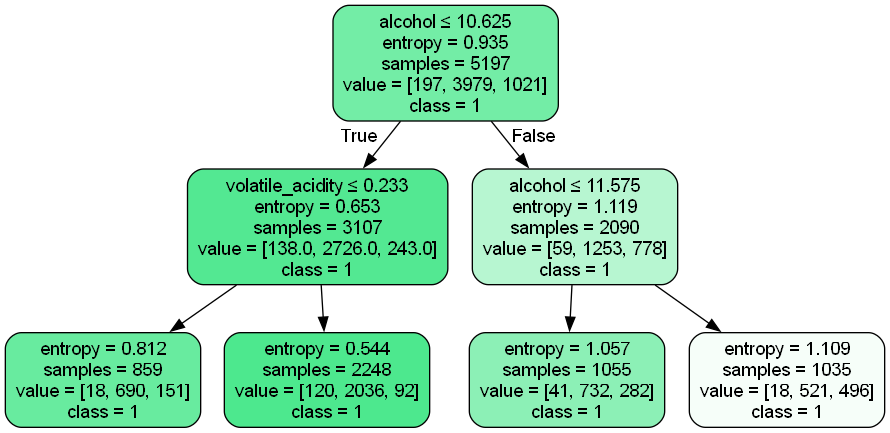 alcohol ≤ 10.625
entropy = 0.935
samples = 5197
value = [197, 3979, 1021]
class = 1
True
False
volatile_acidity ≤ 0.233
entropy = 0.653
samples = 3107
value = [138.0, 2726.0, 243.0]
class = 1
alcohol ≤ 11.575
entropy = 1.119
samples = 2090
value = [59, 1253, 778]
class = 1
entropy = 0.812
samples = 859
value = [18, 690, 151]
class = 1
entropy = 0.544
samples = 2248
value = [120, 2036, 92]
class = 1
entropy = 1.057
samples = 1055
value = [41, 732, 282]
class = 1
entropy = 1.109
samples = 1035
value = [18, 521, 496]
class = 1